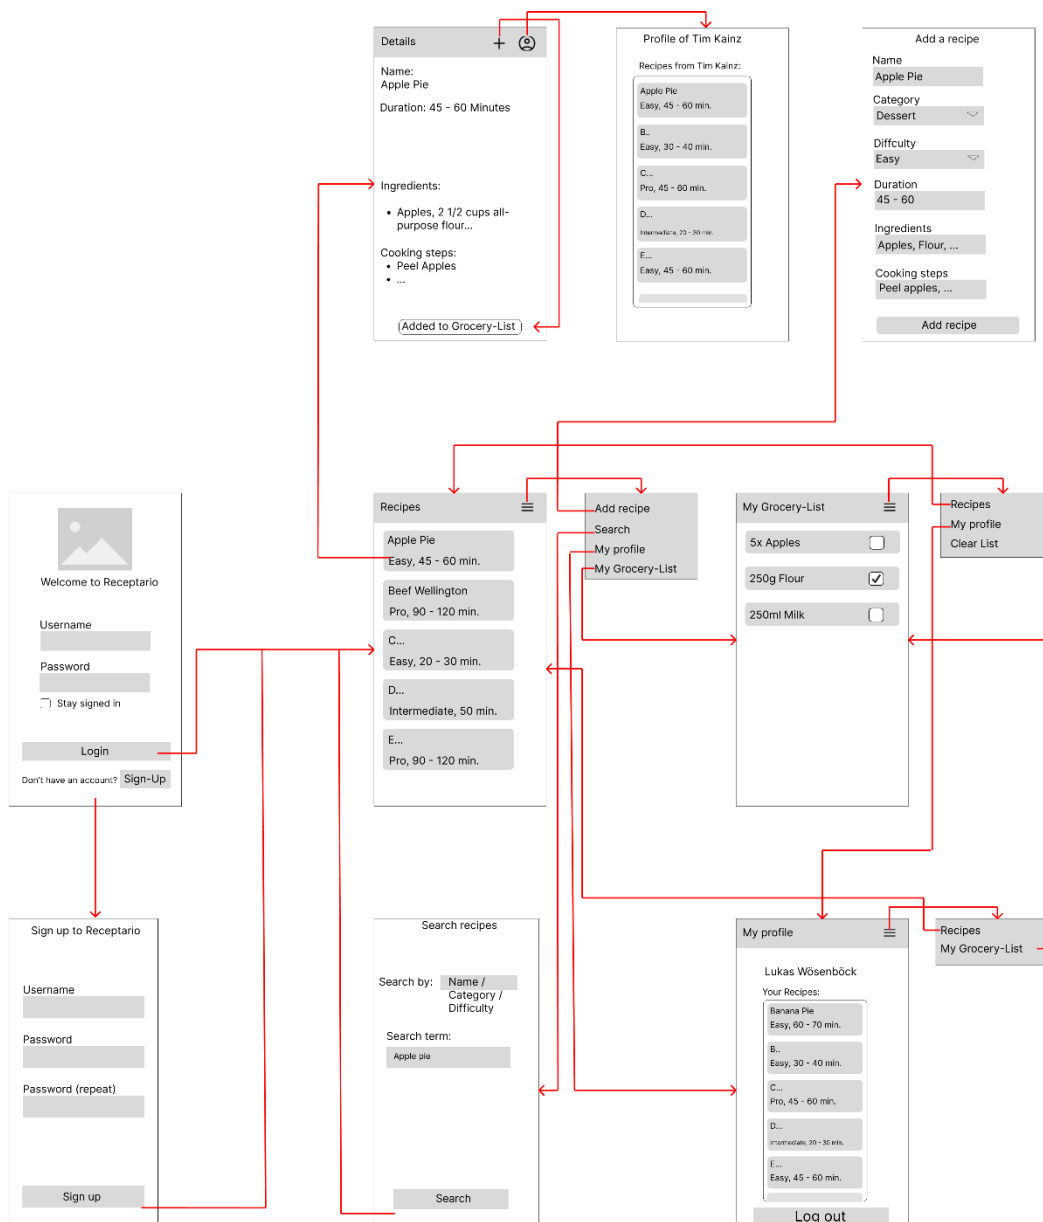 Details
Name:
Apple Pie
Duration: 45 - 60 Minutes
Ingredients:
Apples, 2 1/2 cups all-
purpose flour...
Cooking steps:
Peel Apples
...
Added to Grocery-List
Profile of Tim Kainz
Recipes from Tim Kainz:
Apple Pie
Easy, 45 - 60 min.
B..
Easy, 30 - 40 min.
C...
Pro, 45 - 60 min.
D...
Intermediate, 20 - 30 min.
E...
Easy, 45 - 60 min.
Add a recipe
Name
Apple Pie
Category
Dessert
Diffculty
Easy
Duration
45 - 60
Ingredients
Apples, Flour, ...
Cooking steps
Peel apples, ...
Add recipe
Welcome to Receptario
Username
Password
Stay signed in
Login
Don't have an account? Sign-Up
Recipes
Apple Pie
Easy, 45 - 60 min.
Beef Wellington
Pro, 90 - 120 min.
C...
Easy, 20 - 30 min.
D...
Intermediate, 50 min.
E...
Pro, 90 - 120 min.
Add recipe
Search
My profile
My Grocery-List
My Grocery-List
5x Apples
250g Flour
250ml Milk
Recipes
My profile
Clear List
Sign up to Receptario
Username
Password
Password (repeat)
Sign up
Search recipes
Search by: Name /
Category /
Difficulty
Search term:
Apple pie
Search
My profile
Lukas Wösenböck
Your Recipes:
Banana Pie
Easy, 60 - 70 min.
B..
Easy, 30 - 40 min.
C...
Pro, 45 - 60 min.
D...
Intermediate, 20 - 30 min.
E...
Easy, 45 - 60 min.
Log out
Recipes
My Grocery-List